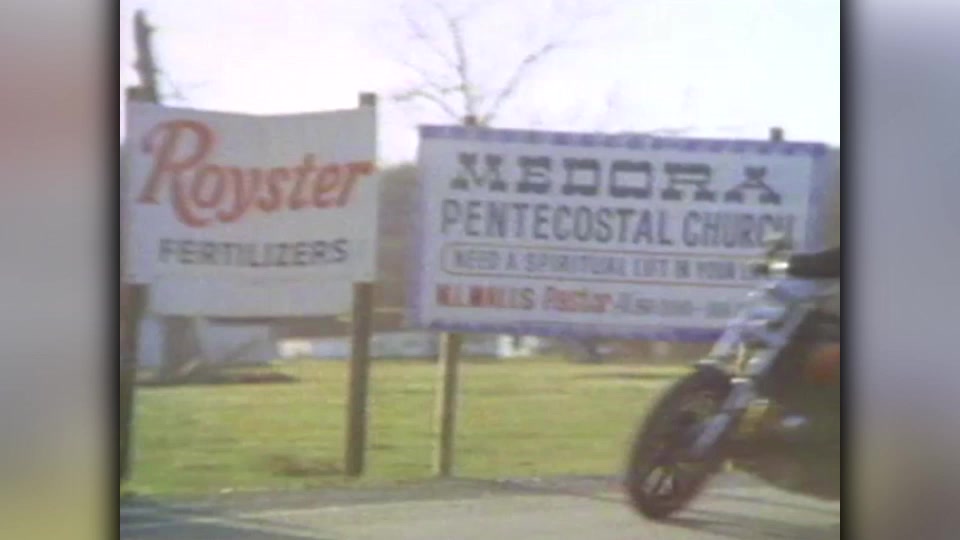 Royster
FERTILIZERS
MEDORA
PENTECOSTAL CHURCH
NEED A SPIRITUAL LIFT IN YOUR
Pastor